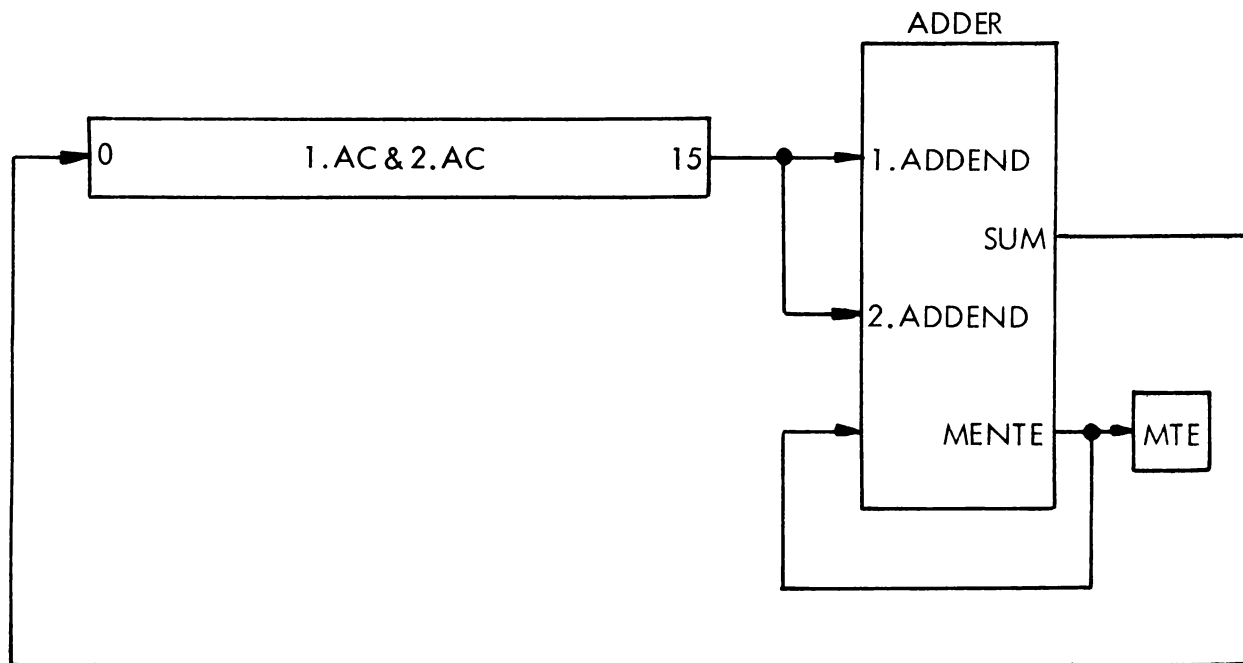 ADDER
0 1.AC & 2.AC 15
1.ADDEND
SUM
2.ADDEND
MENTE
MTE